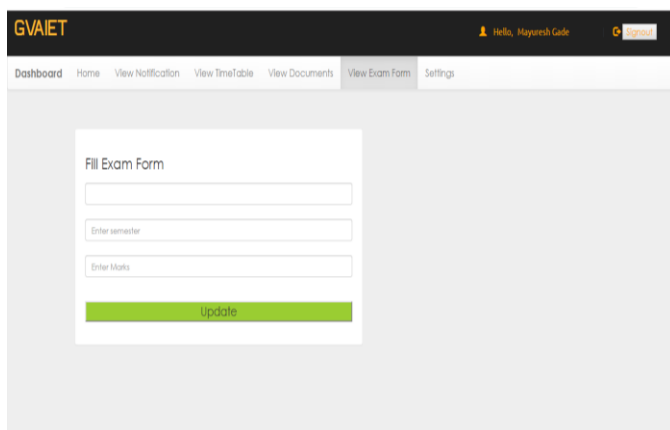 GVAIET
Hello, Mayuresh Gade Signout
Dashboard Home View Notification View TimeTable View Documents View Exam Form Settings
Fill Exam Form
Enter semester
Enter Marks
Update